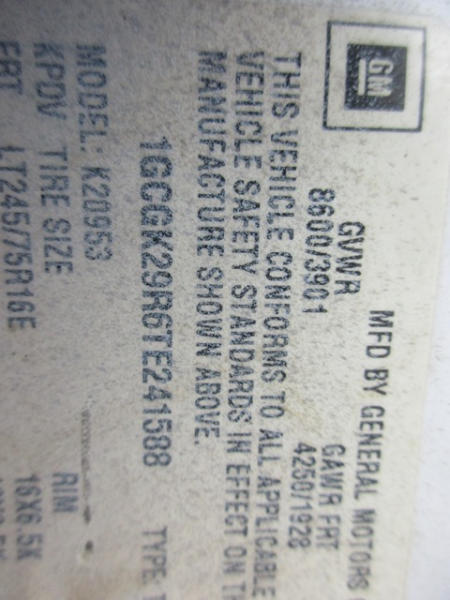 GM
MFD BY GENERAL MOTORS
GVWR
GAWR FRT
8600/3901
4250/1928
THIS VEHICLE CONFORMS TO ALL APPLICABLE
VEHICLE SAFETY STANDARDS IN EFFECT ON TH
MANUFACTURE SHOWN ABOVE.
1GCGK29R6TE241588
TYPE
MODEL: K20953
KPDV TIRE SIZE
RIM
FRT LT245/75R16E
16X6.5